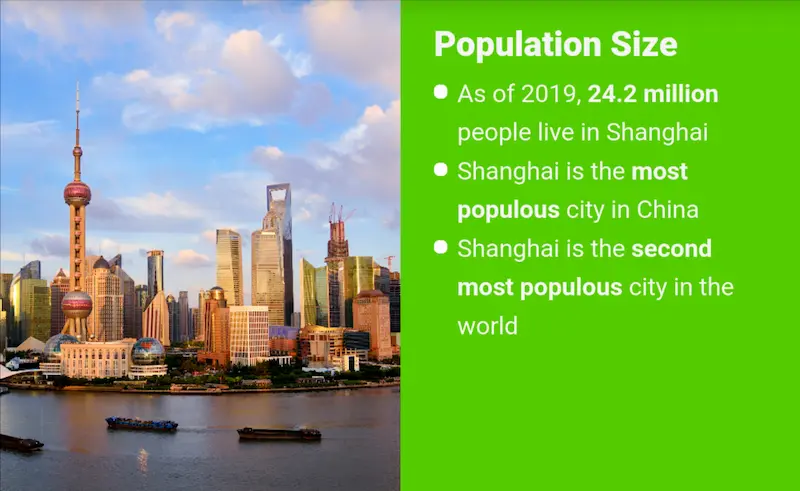 Population Size
As of 2019, 24.2 million
people live in Shanghai
Shanghai is the most
populous city in China
Shanghai is the second
most populous city in the
world